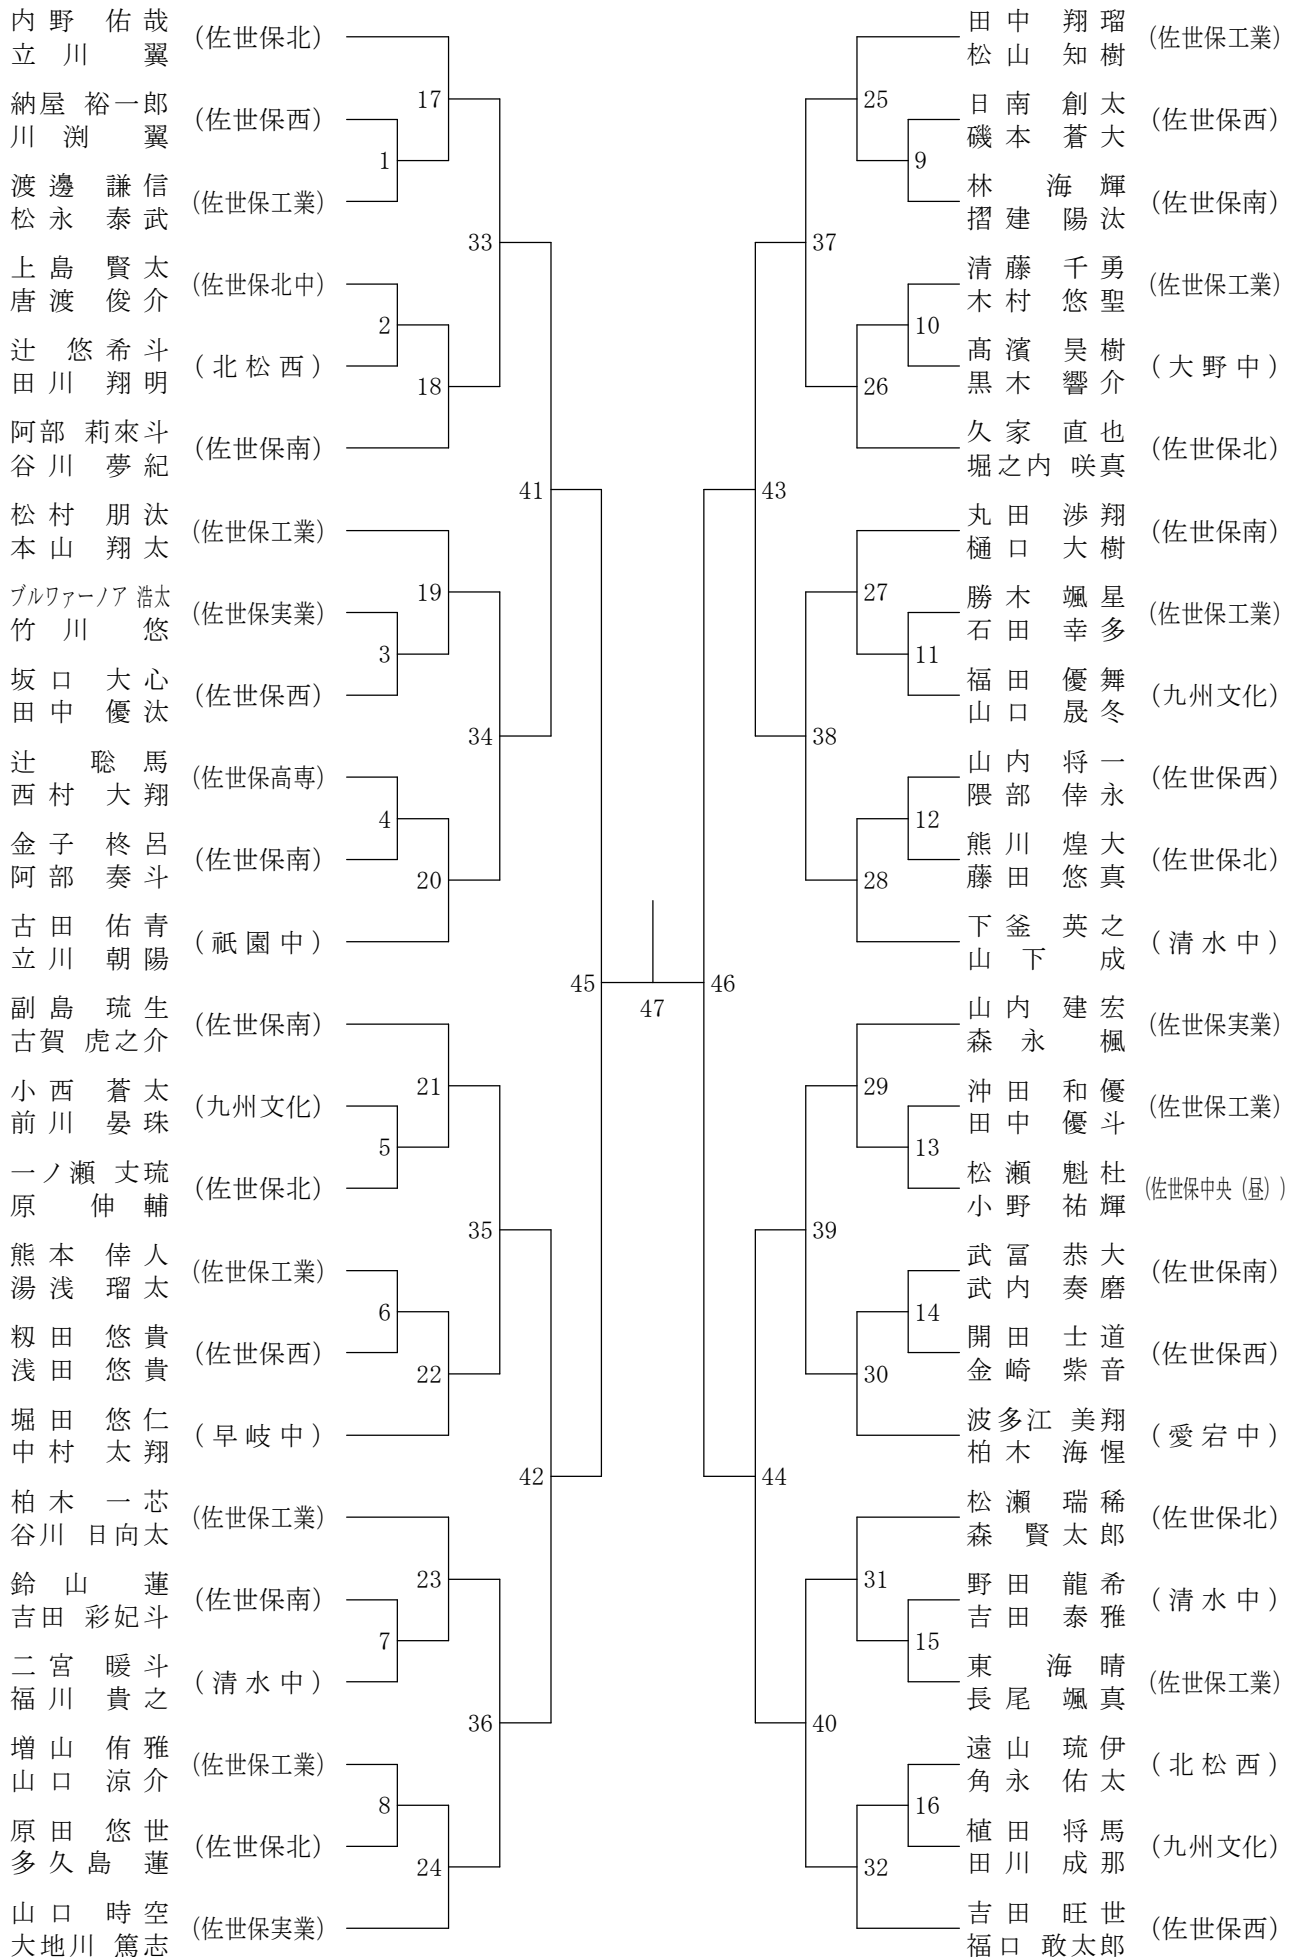 内野 佑哉
立川 翼
(佐世保北)
納屋 裕一郎
川渕 翼
(佐世保西)
渡邊 謙信
松永 泰武
(佐世保工業)
上島 賢太
唐渡 俊介
(佐世保北中)
辻 悠希斗
田川 翔明
(北松西)
阿部 莉來斗
谷川 夢紀
(佐世保南)
松村 朋汰
本山 翔太
(佐世保工業)
ブルワァーノア 浩太
竹川 悠
(佐世保実業)
坂口 大心
田中 優汰
(佐世保西)
辻 聡馬
西村 大翔
(佐世保高専)
金子 柊呂
阿部 奏斗
(佐世保南)
古田 佑青
立川 朝陽
(祇園中)
副島 琉生
古賀 虎之介
(佐世保南)
小西 蒼太
前川 晏珠
(九州文化)
一ノ瀬 丈琉
原 伸輔
(佐世保北)
熊本 倖人
湯浅 瑠太
(佐世保工業)
籾田 悠貴
浅田 悠貴
(佐世保西)
堀田 悠仁
中村 太翔
(早岐中)
柏木 一芯
谷川 日向太
(佐世保工業)
鈴山 蓮
吉田 彩妃斗
(佐世保南)
二宮 暖斗
福川 貴之
(清水中)
増山 侑雅
山口 涼介
(佐世保工業)
原田 悠世
多久島 蓮
(佐世保北)
山口 時空
大地川 篤志
(佐世保実業)
1
2
3
4
5
6
7
8
17
18
19
20
21
22
23
24
33
34
35
36
41
42
45
47
46
43
44
37
38
39
40
25
26
27
28
29
30
31
32
9
10
11
12
13
14
15
16
田中 翔瑠
松山 知樹
(佐世保工業)
日南 創太
磯本 蒼大
(佐世保西)
林 海輝
摺建 陽汰
(佐世保南)
清藤 千勇
木村 悠聖
(佐世保工業)
髙濱 昊樹
黒木 響介
(大野中)
久家 直也
堀之内 咲真
(佐世保北)
丸田 渉翔
樋口 大樹
(佐世保南)
勝木 颯星
石田 幸多
(佐世保工業)
福田 優舞
山口 晟冬
(九州文化)
山内 将一
隈部 倖永
(佐世保西)
熊川 煌大
藤田 悠真
(佐世保北)
下釜 英之
山下 成
(清水中)
山内 建宏
森永 楓
(佐世保実業)
沖田 和優
田中 優斗
(佐世保工業)
松瀬 魁杜
小野 祐輝
(佐世保中央(昼))
武冨 恭大
武内 奏磨
(佐世保南)
開田 士道
金崎 紫音
(佐世保西)
波多江 美翔
柏木 海惺
(愛宕中)
松瀬 瑞稀
森 賢太郎
(佐世保北)
野田 龍希
吉田 泰雅
(清水中)
東 海晴
長尾 颯真
(佐世保工業)
遠山 琉伊
角永 佑太
(北松西)
植田 将馬
田川 成那
(九州文化)
吉田 旺世
福口 敢太郎
(佐世保西)